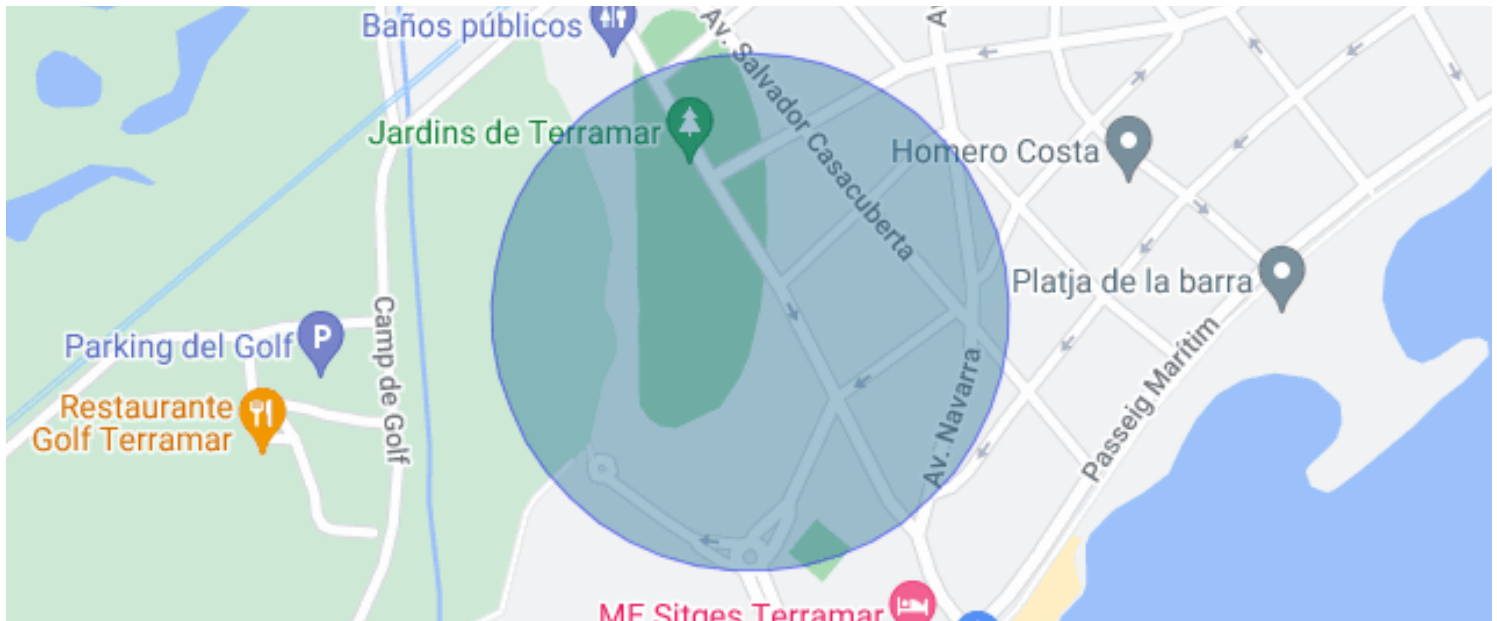 Baños públicos
Av. Salvador Casacuberta
Av
Jardins de Terramar
Homero Costa
Platja de la barra
Parking del Golf
P
Camp de Golf
Restaurante
Golf Terramar
Av. Navarra
Passeig Marítim
ME Sitges Terramar